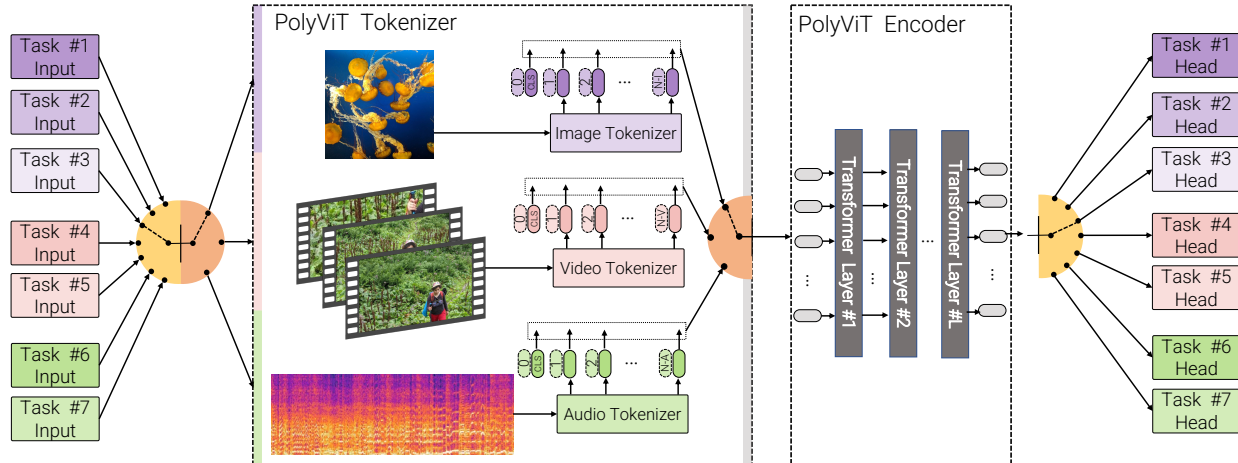 PolyViT Tokenizer
PolyViT Encoder
Task #1
Input
Task #2
Input
Task #3
Input
Task #4
Input
Task #5
Input
Task #6
Input
Task #7
Input
0
CLS
1
2
...
N-I
Image Tokenizer
0
CLS
1
2
...
N-V
Video Tokenizer
0
CLS
1
2
...
N-A
Audio Tokenizer
Transformer Layer #1
Transformer Layer #2
...
Transformer Layer #L
Task #1
Head
Task #2
Head
Task #3
Head
Task #4
Head
Task #5
Head
Task #6
Head
Task #7
Head